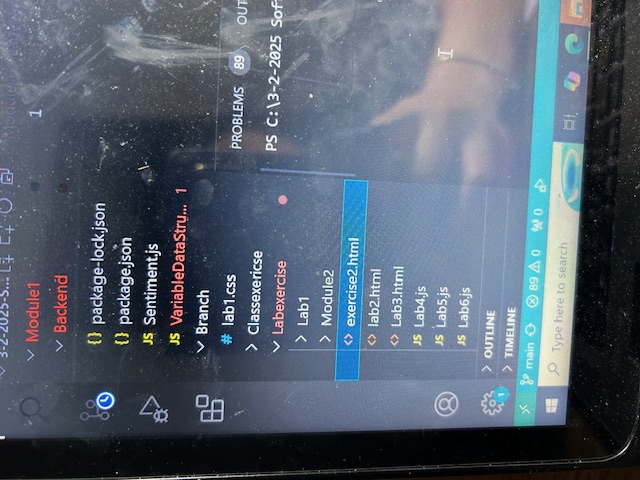 3-2-2025-S...
Module1
1
Backend
{} package-lock.json
{} package.json
JS Sentiment.js
JS VariableDataStru... 1
Branch
# lab1.css
PROBLEMS 89 OUT
Classexericse
PS C:\3-2-2025 Sof
Labexercise
Lab1
Module2
<> exercise2.html
<> lab2.html
<> Lab3.html
JS Lab4.js
JS Lab5.js
JS Lab6.js
OUTLINE
1
TIMELINE
main 89 0 0
Type here to search